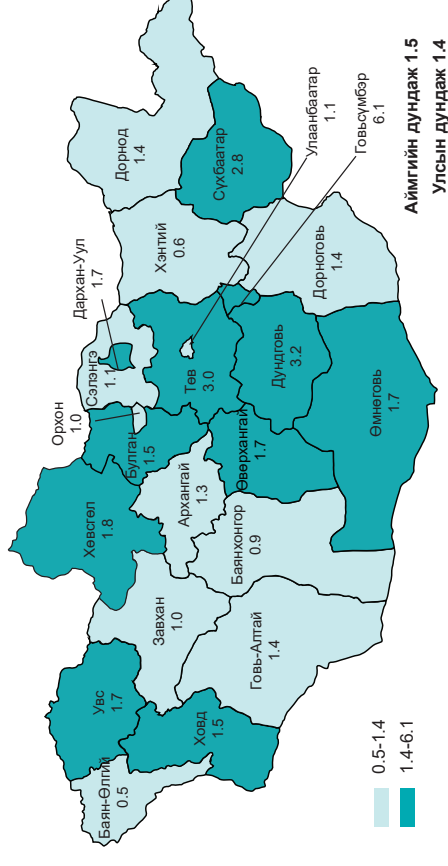 Баян-Өлгий
0.5
Увс
1.7
Ховд
1.5
Завхан
1.0
Говь-Алтай
1.4
Хөвсгөл
1.8
Архангай
1.3
Баянхонгор
0.9
Орхон
1.0
Булган
1.5
Өвөрхангай
1.7
Сэлэнгэ
1.1
Дархан-Уул
1.7
Төв
3.0
Дундговь
3.2
Өмнөговь
1.7
Хэнтий
0.6
Дорнод
1.4
Сүхбаатар
2.8
Дорноговь
1.4
Улаанбаатар
1.1
Говьсүмбэр
6.1
0.5-1.4
1.4-6.1
Аймгийн дундаж 1.5
Улсын дундаж 1.4